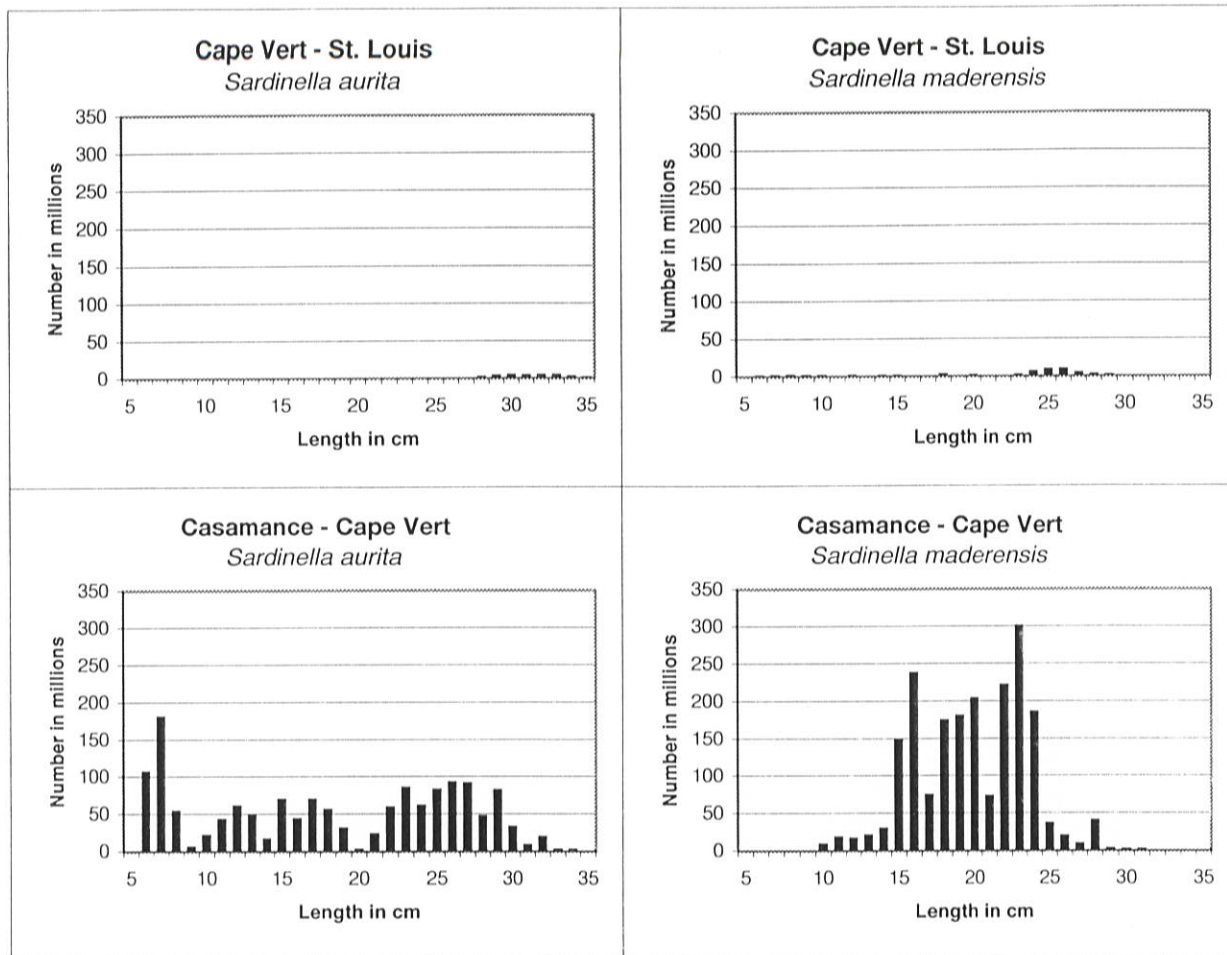 Cape Vert - St. Louis
Sardinella aurita
Number in millions
350
300
250
200
150
100
50
0
5 10 15 20 25 30 35
Length in cm
Cape Vert - St. Louis
Sardinella maderensis
Number in millions
350
300
250
200
150
100
50
0
5 10 15 20 25 30 35
Length in cm
Casamance - Cape Vert
Sardinella aurita
Number in millions
350
300
250
200
150
100
50
0
5 10 15 20 25 30 35
Length in cm
Casamance - Cape Vert
Sardinella maderensis
Number in millions
350
300
250
200
150
100
50
0
5 10 15 20 25 30 35
Length in cm